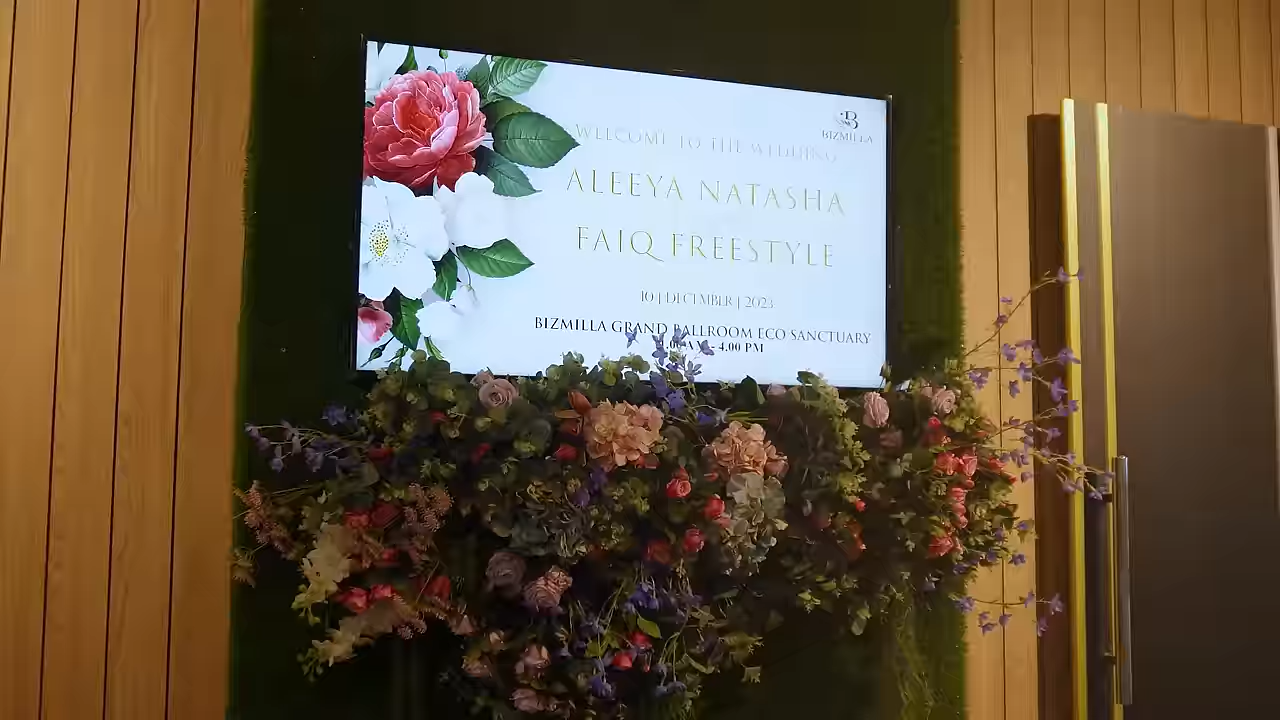 BIZMILLA
WELCOME TO THE WEDDING
ALEEYA NATASHA
FAIQ FREESTYLE
10 | DECEMBER | 2023
BIZMILLA GRAND BALLROOM ECO SANCTUARY
- 4.00 PM